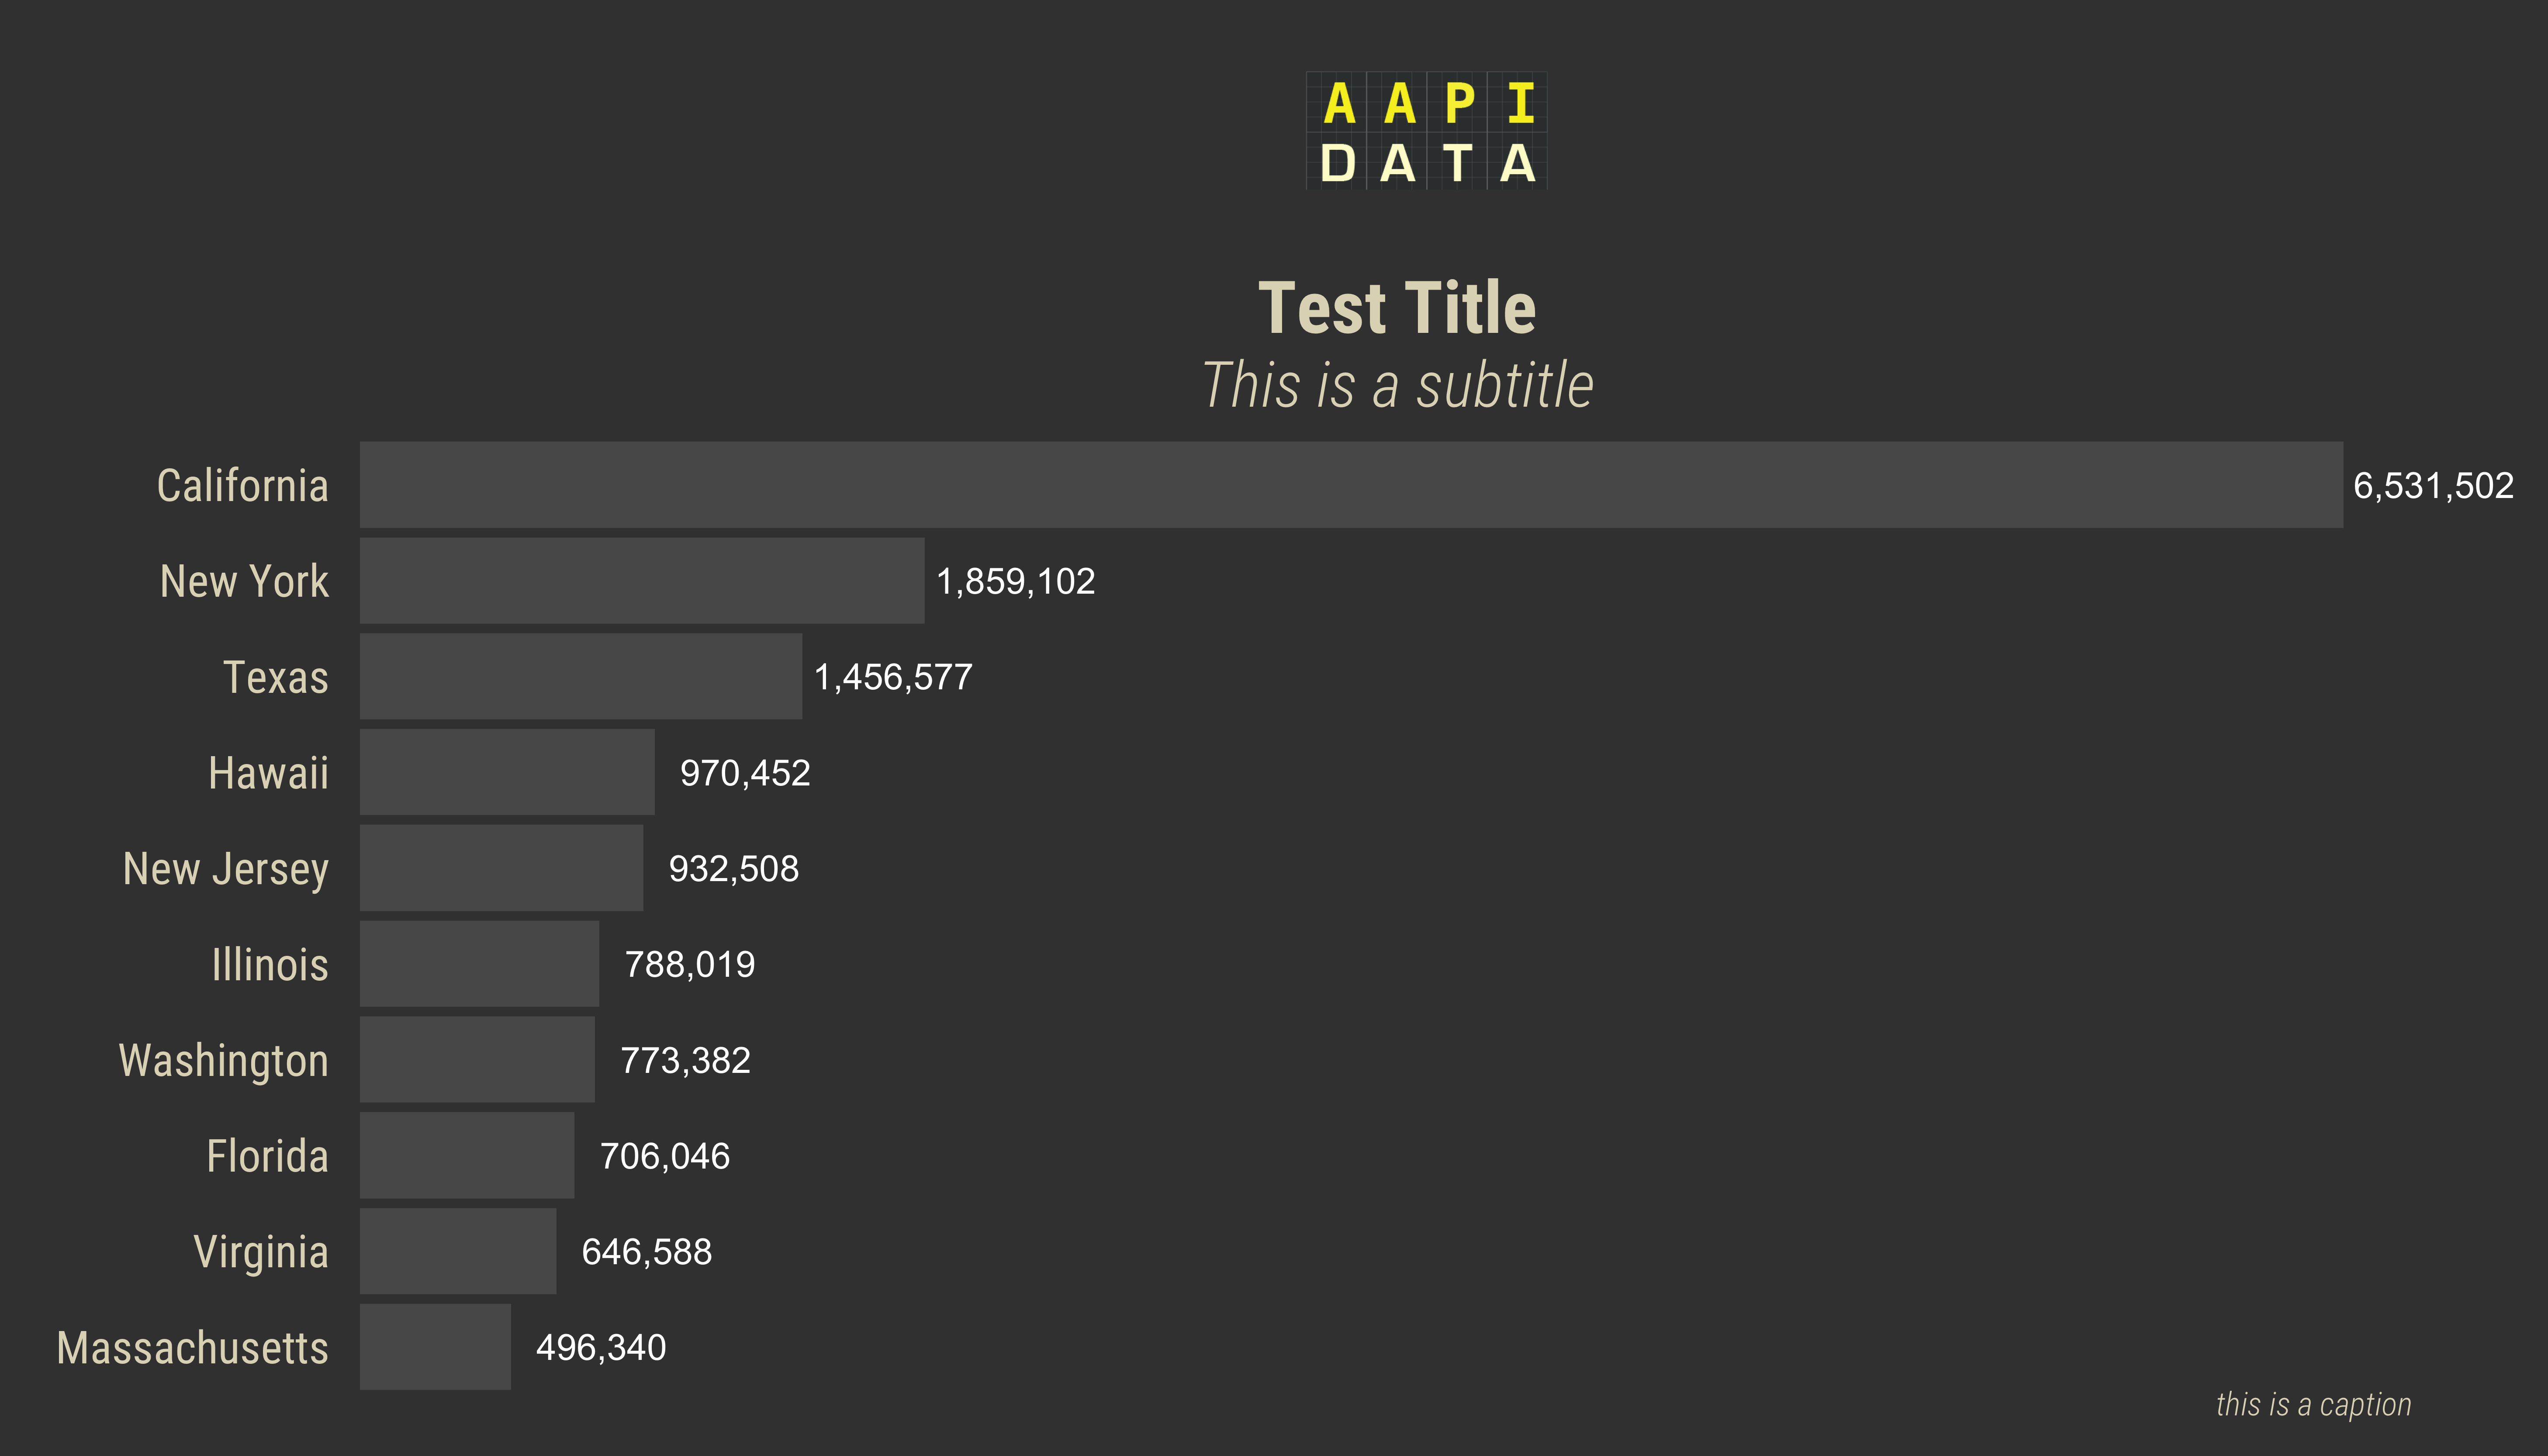 A A P I
D A T A
Test Title
This is a subtitle
California 6,531,502
New York 1,859,102
Texas 1,456,577
Hawaii 970,452
New Jersey 932,508
Illinois 788,019
Washington 773,382
Florida 706,046
Virginia 646,588
Massachusetts 496,340
this is a caption